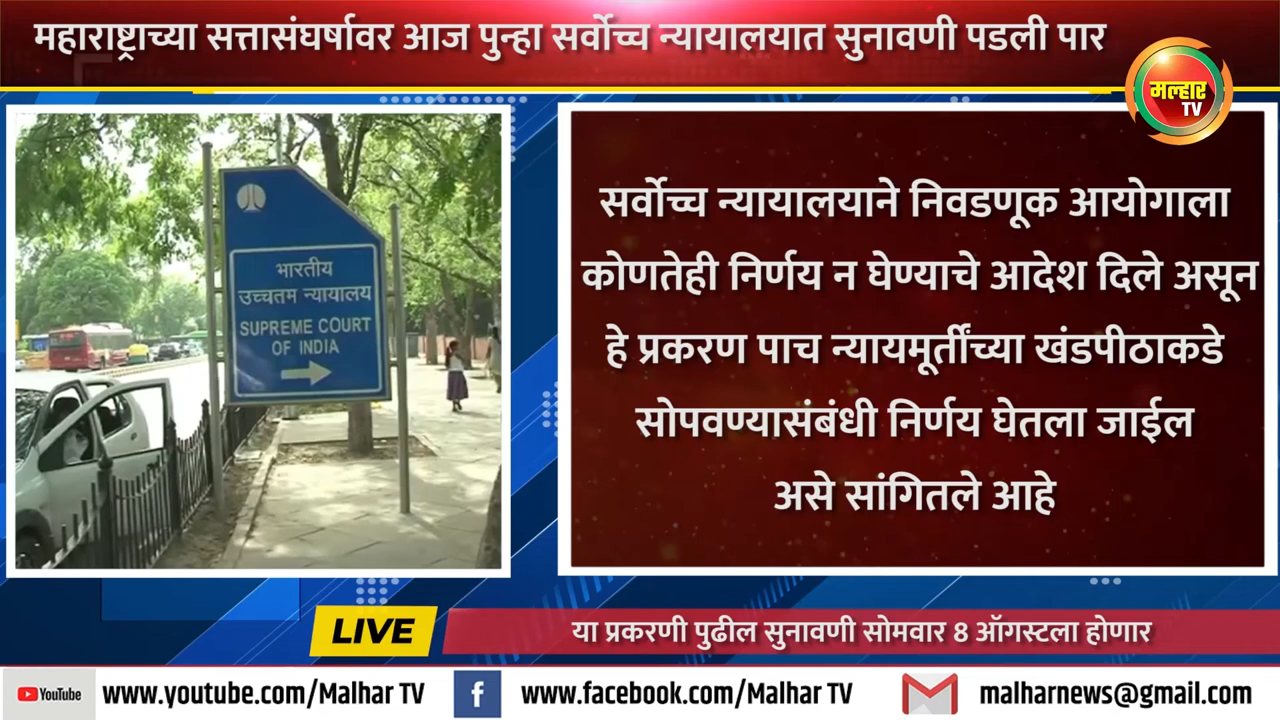 महाराष्ट्राच्या सत्तासंघर्षावर आज पुन्हा सर्वोच्च न्यायालयात सुनावणी पडली पार
मल्हार
TV
भारतीय
उच्चतम न्यायालय
SUPREME COURT
OF INDIA
सर्वोच्च न्यायालयाने निवडणूक आयोगाला
कोणतेही निर्णय न घेण्याचे आदेश दिले असून
हे प्रकरण पाच न्यायमूर्तींच्या खंडपीठाकडे
सोपवण्यासंबंधी निर्णय घेतला जाईल
असे सांगितले आहे
LIVE
या प्रकरणी पुढील सुनावणी सोमवार 8 ऑगस्टला होणार
YouTube
www.youtube.com/Malhar TV
f
www.facebook.com/Malhar TV
malharnews@gmail.com